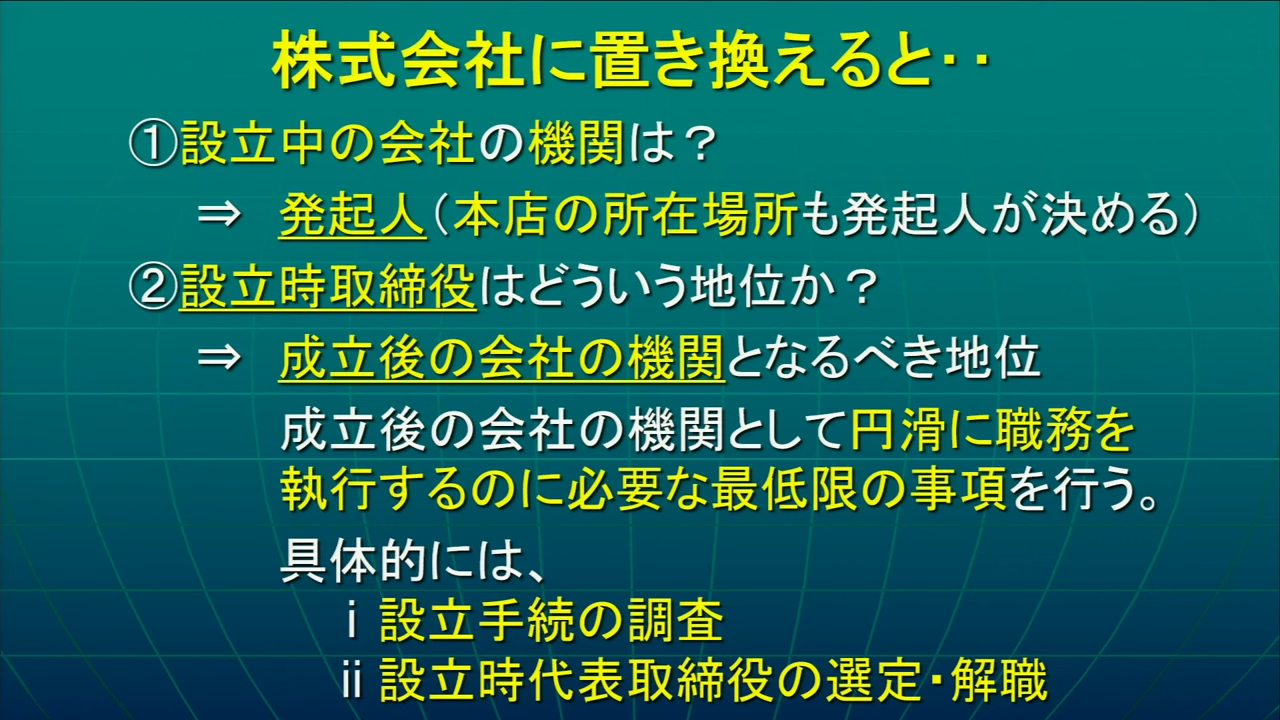 株式会社に置き換えると・・
①設立中の会社の機関は？
⇒ 発起人（本店の所在場所も発起人が決める）
②設立時取締役はどういう地位か？
⇒ 成立後の会社の機関となるべき地位
成立後の会社の機関として円滑に職務を
執行するのに必要な最低限の事項を行う。
具体的には、
ⅰ 設立手続の調査
ⅱ 設立時代表取締役の選定・解職